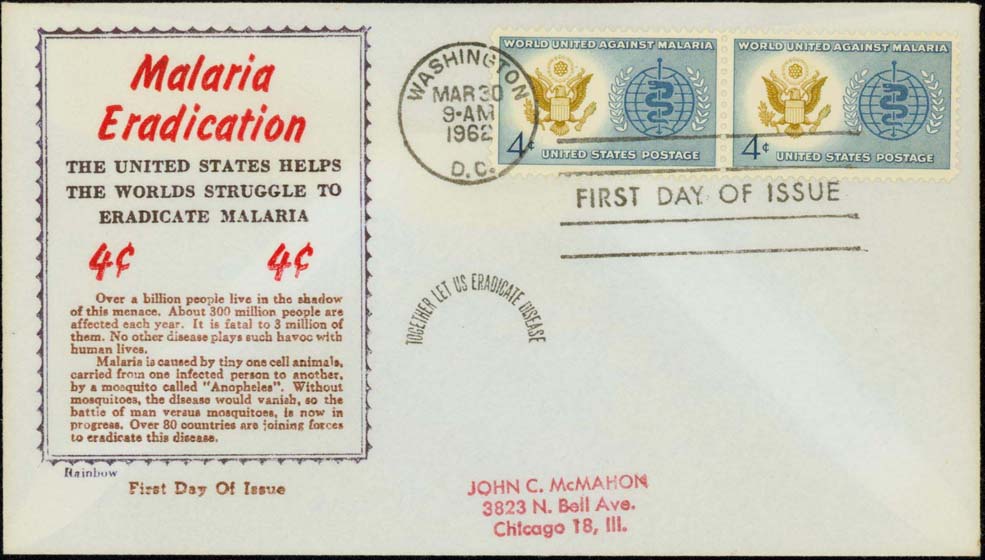 Malaria
Eradication
THE UNITED STATES HELPS
THE WORLDS STRUGGLE TO
ERADICATE MALARIA
4¢ 4¢
Over a billion people live in the shadow
of this menace. About 300 million people are
affected each year. It is fatal to 3 million of
them. No other disease plays such havoc with
human lives.
Malaria is caused by tiny one cell animals,
carried from one infected person to another,
by a mosquito called "Anopheles". Without
mosquitoes, the disease would vanish, so the
battle of man versus mosquitoes, is now in
progress. Over 80 countries are joining forces
to eradicate this disease.
Rainbow
First Day Of Issue
WASHINGTON
MAR 30
9-AM
1962
D.C.
WORLD UNITED AGAINST MALARIA
4¢
UNITED STATES POSTAGE
WORLD UNITED AGAINST MALARIA
4¢
UNITED STATES POSTAGE
FIRST DAY OF ISSUE
TOGETHER LET US ERADICATE DISEASE
JOHN C. McMAHON
3823 N. Bell Ave.
Chicago 18, Ill.